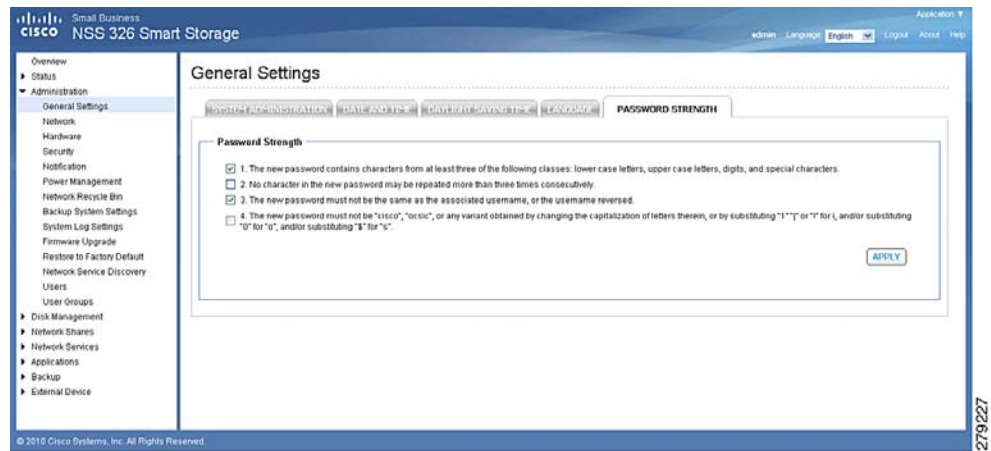 Small Business
cisco NSS 326 Smart Storage
Application
admin Language English Logout About Help
Overview
Status
Administration
General Settings
Network
Hardware
Security
Notification
Power Management
Network Recycle Bin
Backup System Settings
System Log Settings
Firmware Upgrade
Restore to Factory Default
Network Service Discovery
Users
User Groups
Disk Management
Network Shares
Network Services
Applications
Backup
External Device
General Settings
SYSTEM ADMINISTRATION DATE AND TIME DAYLIGHT SAVING TIME LANGUAGE PASSWORD STRENGTH
Password Strength
1. The new password contains characters from at least three of the following classes: lower case letters, upper case letters, digits, and special characters.
2. No character in the new password may be repeated more than three times consecutively.
3. The new password must not be the same as the associated username, or the username reversed.
4. The new password must not be "cisco", "ocsic", or any variant obtained by changing the capitalization of letters therein, or by substituting "1" "|" or "!" for i, and/or substituting
"0" for "o", and/or substituting "$" for "s".
APPLY
© 2010 Cisco Systems, Inc. All Rights Reserved.
279227